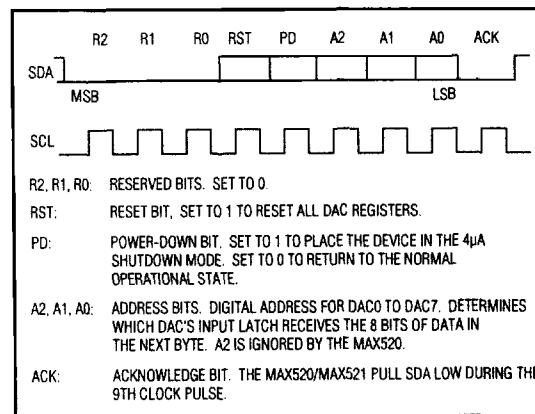 R2 R1 R0 RST PD A2 A1 A0 ACK
SDA
MSB LSB
SCL
R2, R1, R0: RESERVED BITS. SET TO 0.
RST: RESET BIT, SET TO 1 TO RESET ALL DAC REGISTERS.
PD: POWER-DOWN BIT. SET TO 1 TO PLACE THE DEVICE IN THE 4µA
SHUTDOWN MODE. SET TO 0 TO RETURN TO THE NORMAL
OPERATIONAL STATE.
A2, A1, A0: ADDRESS BITS. DIGITAL ADDRESS FOR DAC0 TO DAC7. DETERMINES
WHICH DAC'S INPUT LATCH RECEIVES THE 8 BITS OF DATA IN
THE NEXT BYTE. A2 IS IGNORED BY THE MAX520.
ACK: ACKNOWLEDGE BIT. THE MAX520/MAX521 PULL SDA LOW DURING THE
9TH CLOCK PULSE.